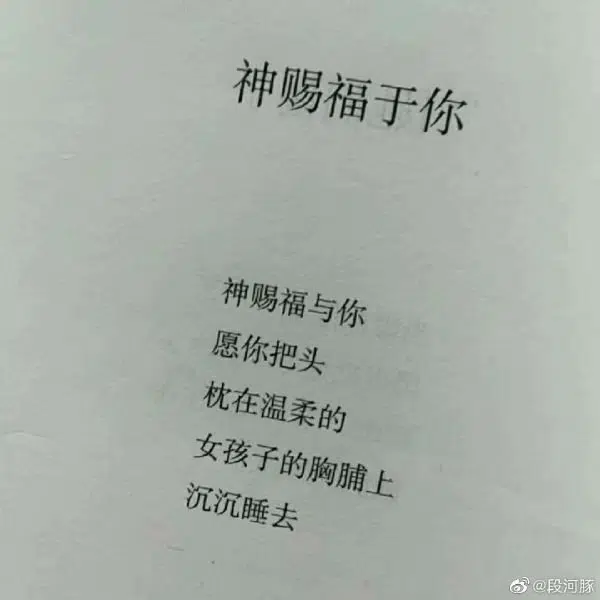 神赐福于你
神赐福与你
愿你把头
枕在温柔的
女孩子的胸脯上
沉沉睡去
@段河豚